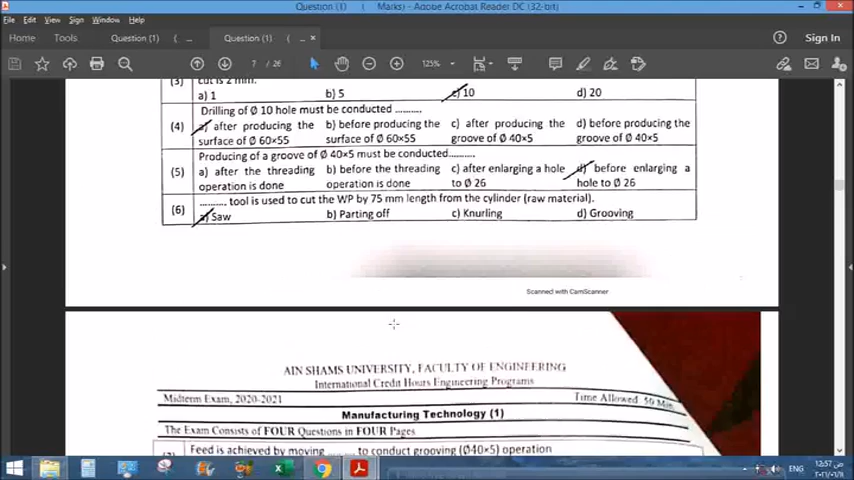 Question (1) ( Marks) - Adobe Acrobat Reader DC (32-bit)
File Edit View Sign Window Help
Home Tools Question (1) ( ... Question (1) ( ... × Sign In
7 / 26 125%
(3) cut is 2 mm.
a) 1 b) 5 c) 10 d) 20
(4) Drilling of Ø 10 hole must be conducted ..........
a) after producing the surface of Ø 60×55 b) before producing the surface of Ø 60×55 c) after producing the groove of Ø 40×5 d) before producing the groove of Ø 40×5
(5) Producing of a groove of Ø 40×5 must be conducted..........
a) after the threading operation is done b) before the threading operation is done c) after enlarging a hole to Ø 26 d) before enlarging a hole to Ø 26
(6) .......... tool is used to cut the WP by 75 mm length from the cylinder (raw material).
a) Saw b) Parting off c) Knurling d) Grooving
Scanned with CamScanner
AIN SHAMS UNIVERSITY, FACULTY OF ENGINEERING
International Credit Hours Engineering Programs
Midterm Exam, 2020-2021 Time Allowed 50 Min.
Manufacturing Technology (1)
The Exam Consists of FOUR Questions in FOUR Pages
Feed is achieved by moving ........ to conduct grooving (Ø40×5) operation
ENG